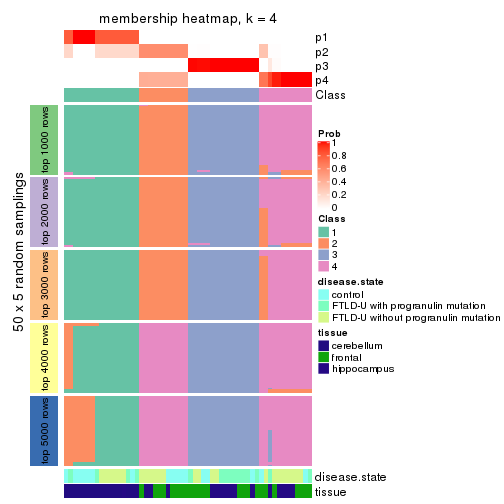 membership heatmap, k = 4
p1
p2
p3
p4
Class
50 x 5 random samplings
top 1000 rows
top 2000 rows
top 3000 rows
top 4000 rows
top 5000 rows
Prob
1
0.8
0.6
0.4
0.2
0
Class
1
2
3
4
disease.state
control
FTLD-U with progranulin mutation
FTLD-U without progranulin mutation
tissue
cerebellum
frontal
hippocampus
disease.state
tissue